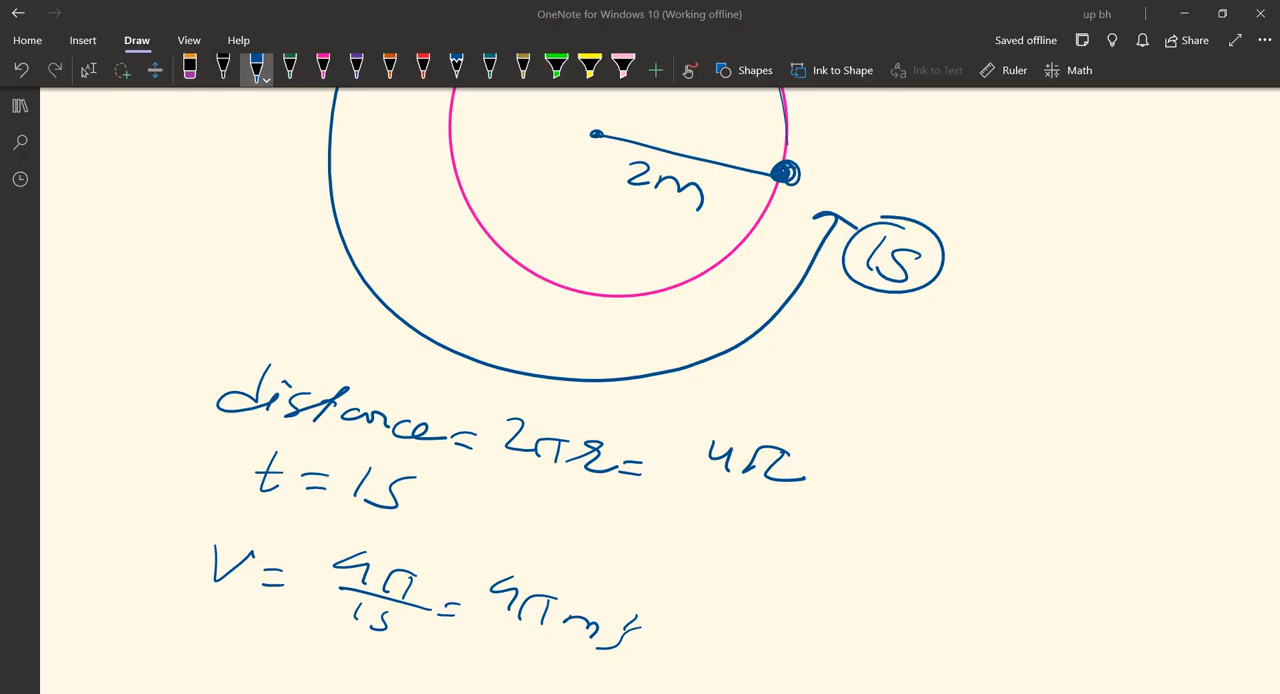 OneNote for Windows 10 (Working offline)
up bh
Home Insert Draw View Help
Saved offline
Share
Shapes
Ink to Shape
Ink to Text
Ruler
Math
2m
1s
distance = 2πr = 4π
t = 1s
V = 4π/1s = 4π m/s